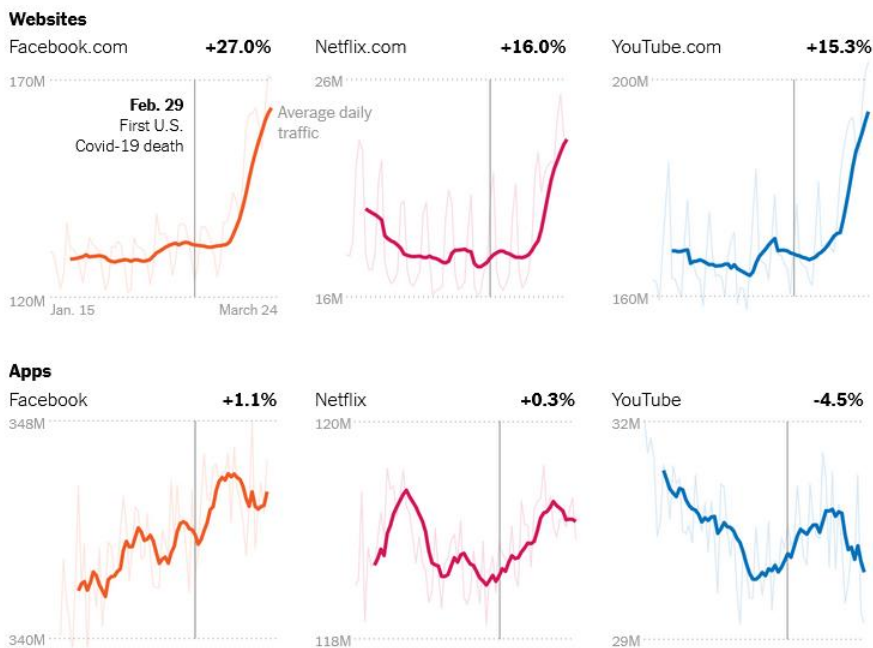 Websites
Facebook.com +27.0%
Netflix.com +16.0%
YouTube.com +15.3%
170M
26M
200M
Feb. 29
First U.S.
Covid-19 death
Average daily
traffic
120M
16M
160M
Jan. 15 March 24
Apps
Facebook +1.1%
Netflix +0.3%
YouTube -4.5%
348M
120M
32M
340M
118M
29M